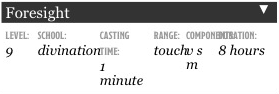 Foresight ▼
LEVEL: SCHOOL: CASTING TIME: RANGE: COMPONENTS: DURATION:
9 divination 1 minute touch v s m 8 hours